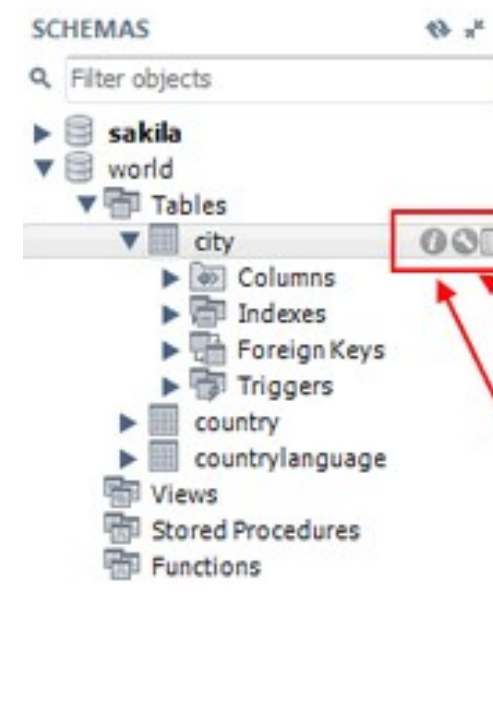 SCHEMAS
Filter objects
sakila
world
Tables
city
Columns
Indexes
Foreign Keys
Triggers
country
countrylanguage
Views
Stored Procedures
Functions